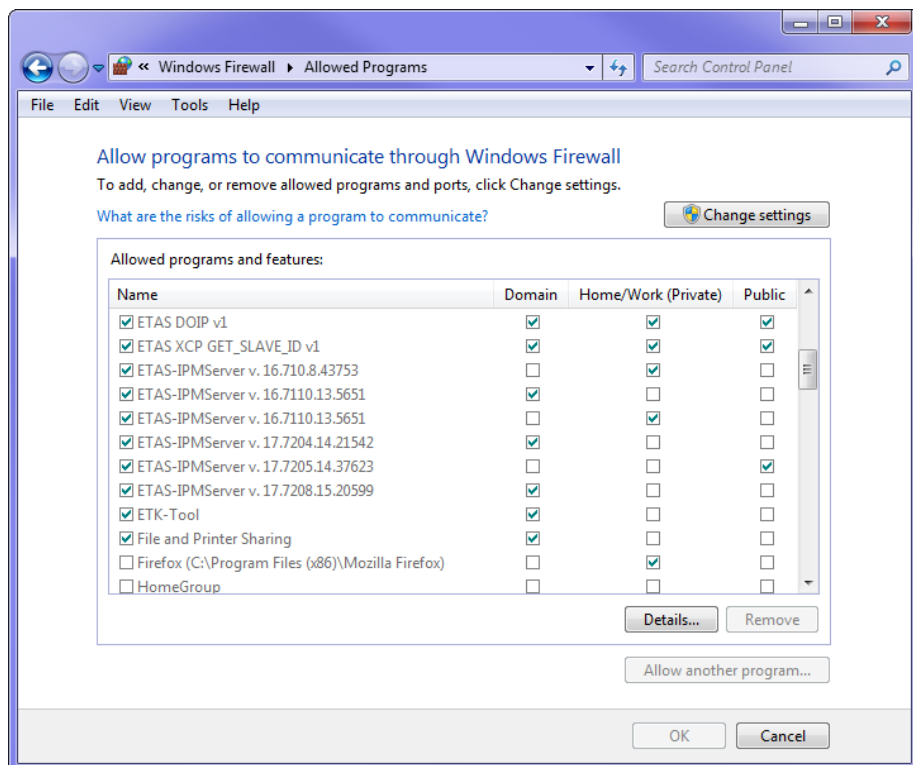 « Windows Firewall Allowed Programs
Search Control Panel
File Edit View Tools Help
Allow programs to communicate through Windows Firewall
To add, change, or remove allowed programs and ports, click Change settings.
What are the risks of allowing a program to communicate?
Change settings
Allowed programs and features:
Name Domain Home/Work (Private) Public
ETAS DOIP v1
ETAS XCP GET_SLAVE_ID v1
ETAS-IPMServer v. 16.710.8.43753
ETAS-IPMServer v. 16.7110.13.5651
ETAS-IPMServer v. 16.7110.13.5651
ETAS-IPMServer v. 17.7204.14.21542
ETAS-IPMServer v. 17.7205.14.37623
ETAS-IPMServer v. 17.7208.15.20599
ETK-Tool
File and Printer Sharing
Firefox (C:\Program Files (x86)\Mozilla Firefox)
HomeGroup
Details... Remove
Allow another program...
OK Cancel